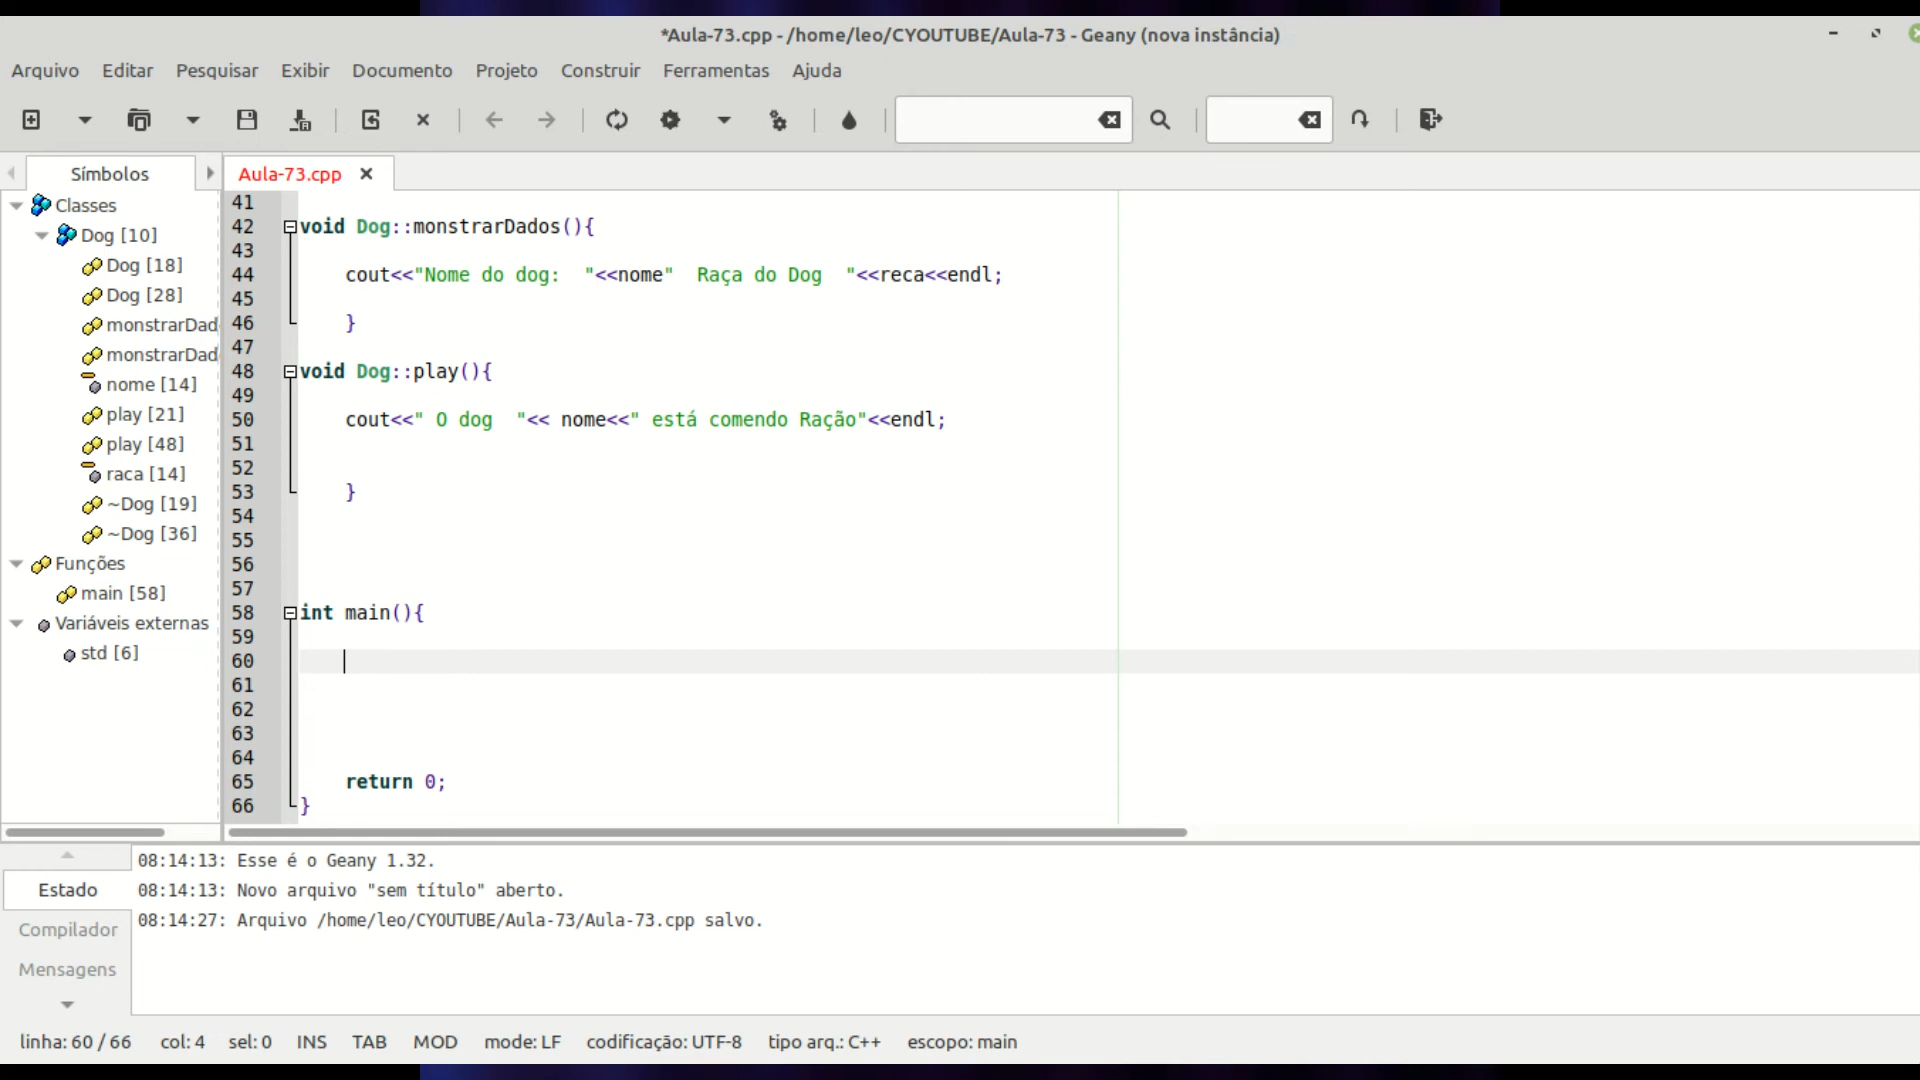 *Aula-73.cpp - /home/leo/CYOUTUBE/Aula-73 - Geany (nova instância)
Arquivo Editar Pesquisar Exibir Documento Projeto Construir Ferramentas Ajuda
Símbolos
Classes
Dog [10]
Dog [18]
Dog [28]
monstrarDad
monstrarDad
nome [14]
play [21]
play [48]
raca [14]
~Dog [19]
~Dog [36]
Funções
main [58]
Variáveis externas
std [6]
Aula-73.cpp
41
42 void Dog::monstrarDados(){
43
44 cout<<"Nome do dog:  "<<nome"  Raça do Dog  "<<reca<<endl;
45
46 }
47
48 void Dog::play(){
49
50 cout<<" O dog  "<< nome<<" está comendo Ração"<<endl;
51
52
53 }
54
55
56
57
58 int main(){
59
60
61
62
63
64
65 return 0;
66 }
Estado
Compilador
Mensagens
08:14:13: Esse é o Geany 1.32.
08:14:13: Novo arquivo "sem título" aberto.
08:14:27: Arquivo /home/leo/CYOUTUBE/Aula-73/Aula-73.cpp salvo.
linha: 60 / 66 col: 4 sel: 0 INS TAB MOD mode: LF codificação: UTF-8 tipo arq.: C++ escopo: main